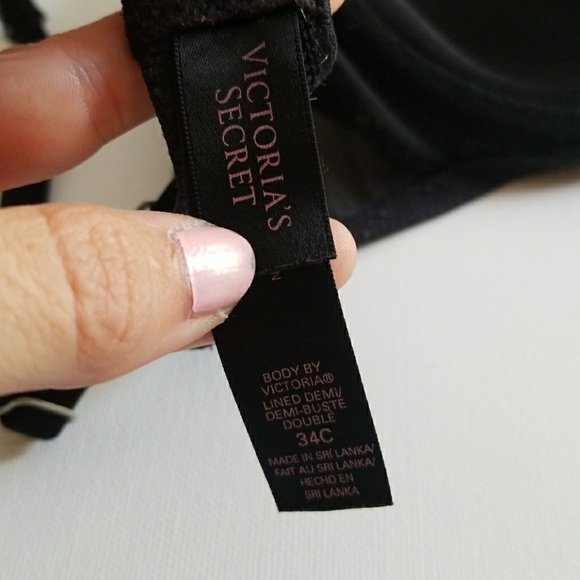 VICTORIA'S
SECRET
BODY BY
VICTORIA®
LINED DEMI/
DEMI-BUSTE
DOUBLÉ
34C
MADE IN SRI LANKA/
FAIT AU SRI LANKA/
HECHO EN
SRI LANKA